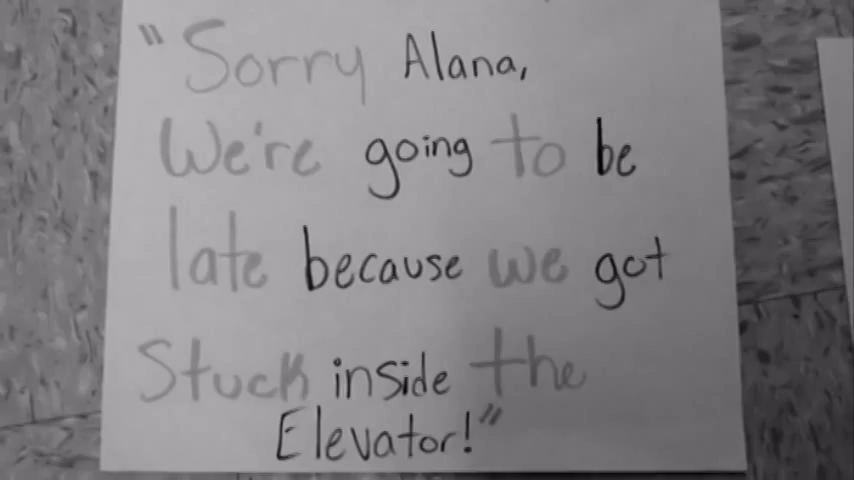 "Sorry Alana,
We're going to be
late because we got
Stuck inside the
Elevator!"